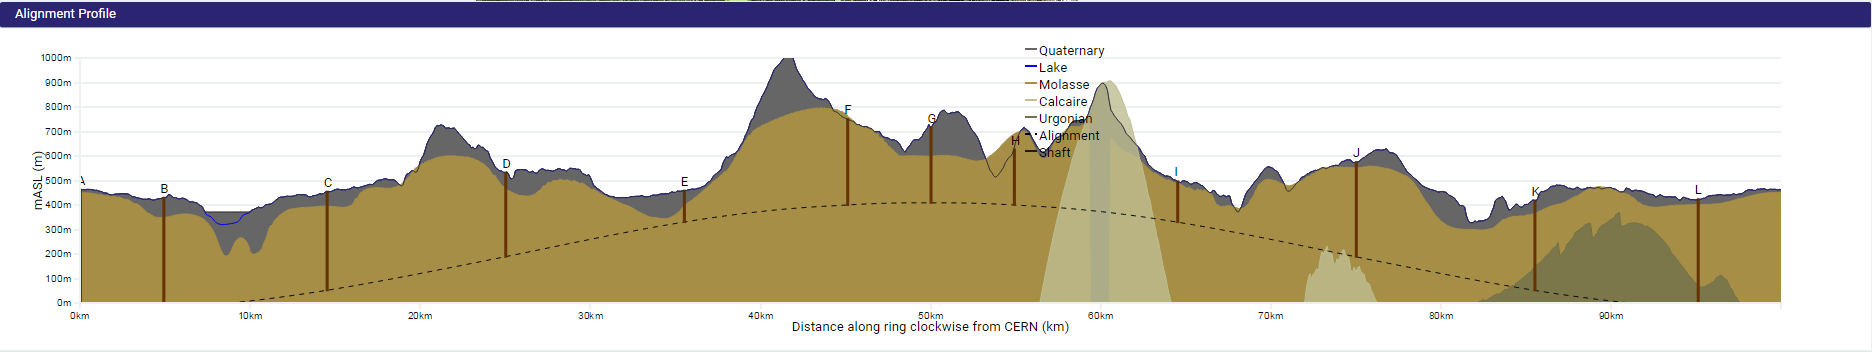 Alignment Profile
1000m
900m
800m
700m
600m
500m
400m
300m
200m
100m
0m
mASL (m)
Quaternary
Lake
Molasse
Calcaire
Urgonian
Alignment
Shaft
A
B
C
D
E
F
G
H
I
J
K
L
0km
10km
20km
30km
40km
50km
60km
70km
80km
90km
Distance along ring clockwise from CERN (km)